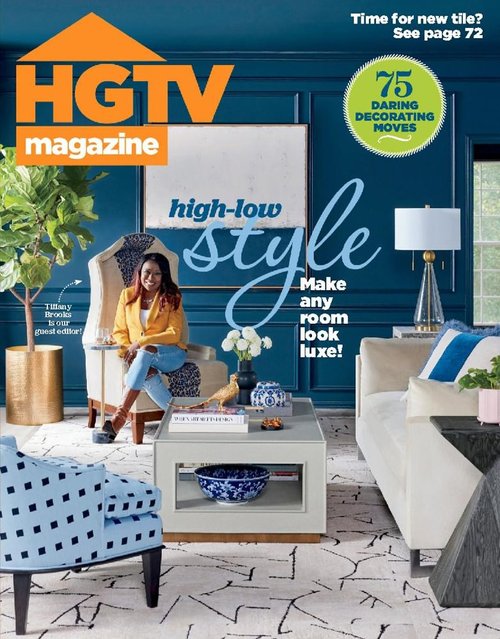 Time for new tile?
See page 72
HGTV
magazine
75
DARING
DECORATING
MOVES
high-low
style
Make
any
room
look
luxe!
Tiffany
Brooks
is our
guest editor!